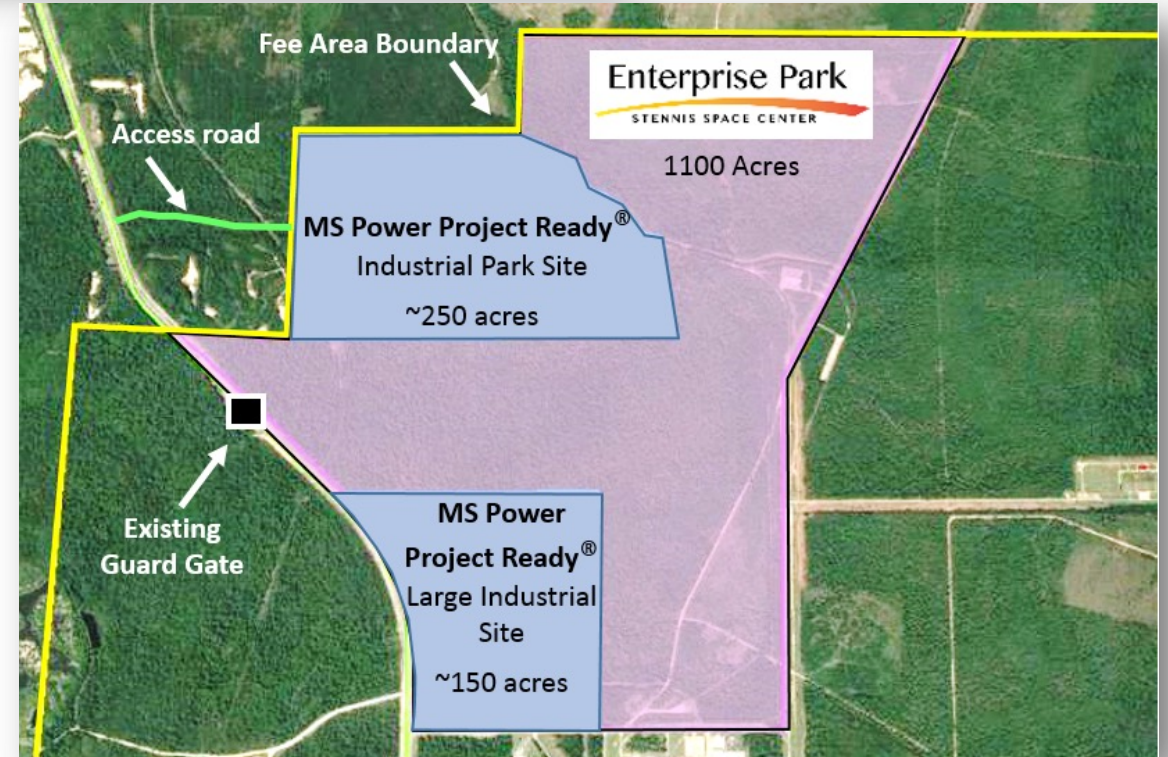 Fee Area Boundary
Enterprise Park
STENNIS SPACE CENTER
1100 Acres
Access road
MS Power Project Ready®
Industrial Park Site
~250 acres
Existing
Guard Gate
MS Power
Project Ready®
Large Industrial
Site
~150 acres